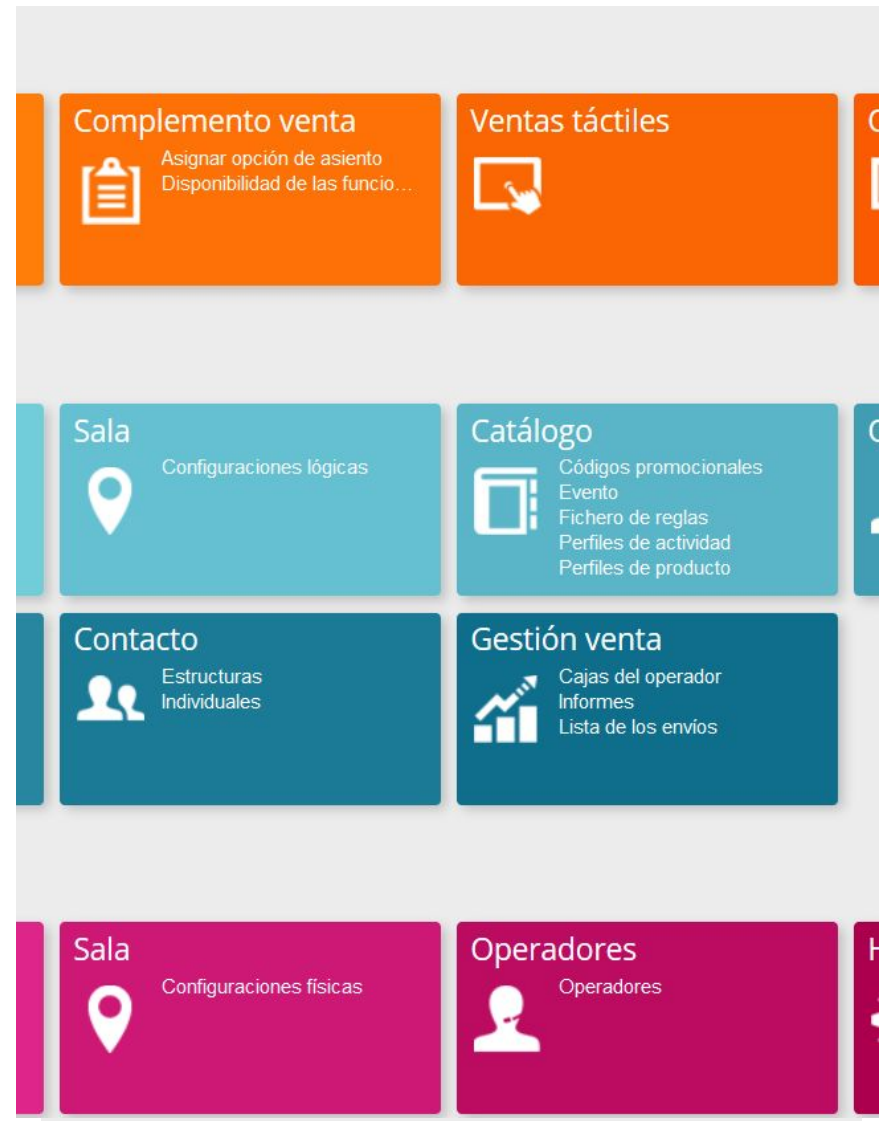 Complemento venta
Asignar opción de asiento
Disponibilidad de las funcio...
Ventas táctiles
Sala
Configuraciones lógicas
Catálogo
Códigos promocionales
Evento
Fichero de reglas
Perfiles de actividad
Perfiles de producto
Contacto
Estructuras
Individuales
Gestión venta
Cajas del operador
Informes
Lista de los envíos
Sala
Configuraciones físicas
Operadores
Operadores